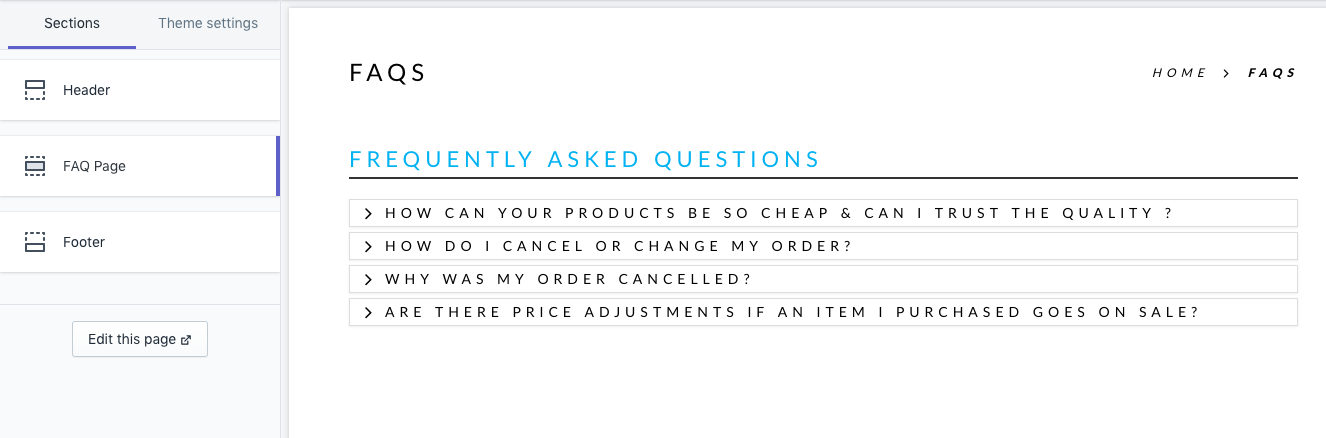 Sections
Theme settings
Header
FAQ Page
Footer
Edit this page
FAQS
HOME > FAQS
FREQUENTLY ASKED QUESTIONS
HOW CAN YOUR PRODUCTS BE SO CHEAP & CAN I TRUST THE QUALITY ?
HOW DO I CANCEL OR CHANGE MY ORDER?
WHY WAS MY ORDER CANCELLED?
ARE THERE PRICE ADJUSTMENTS IF AN ITEM I PURCHASED GOES ON SALE?